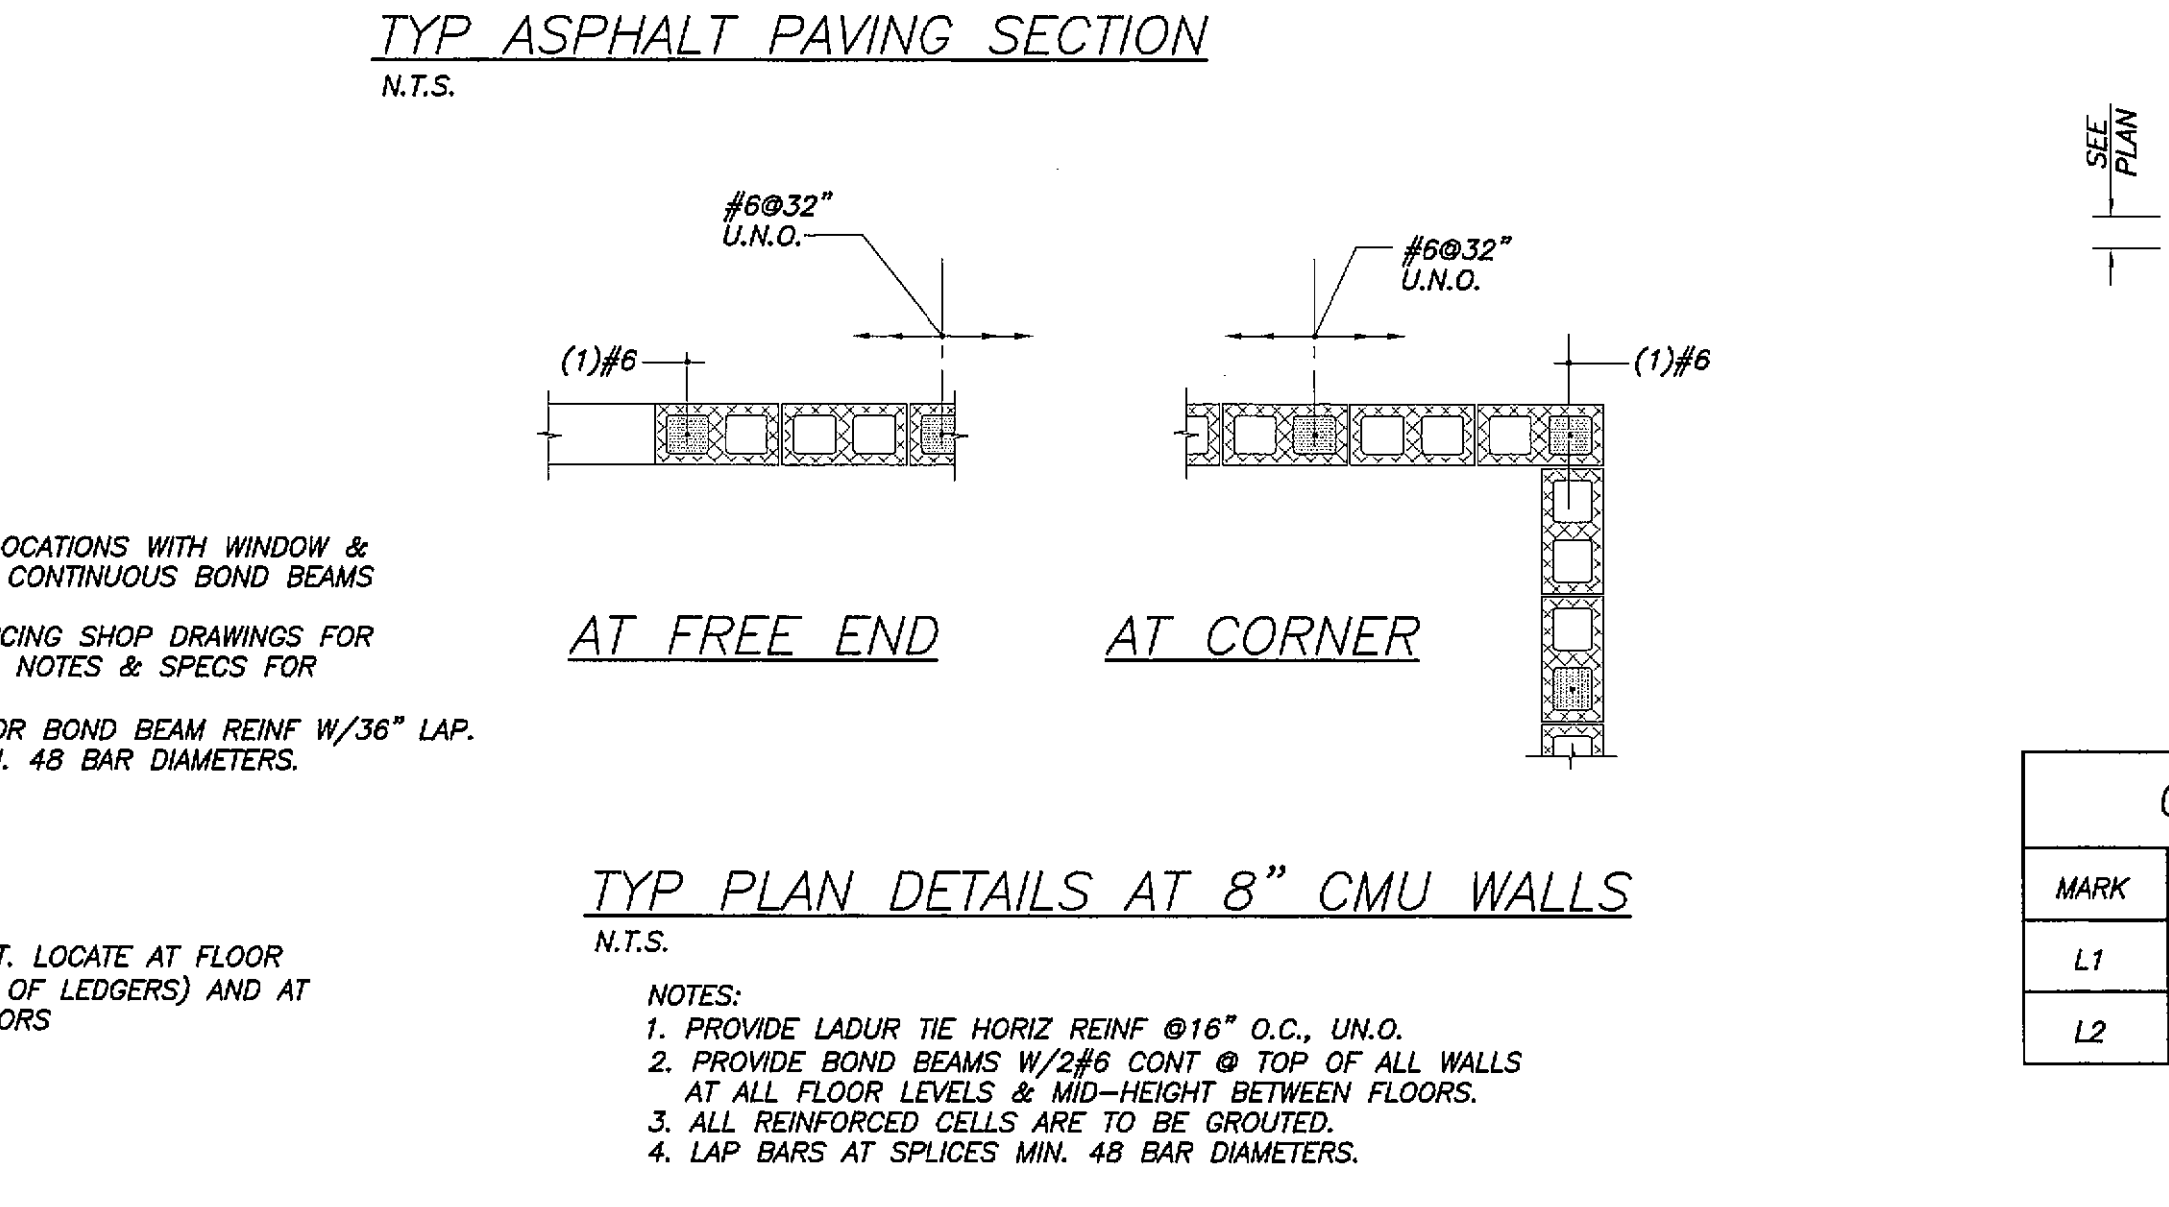 TYP ASPHALT PAVING SECTION
N.T.S.
SEE
PLAN
#6@32"
U.N.O.
#6@32"
U.N.O.
(1)#6
(1)#6
OCATIONS WITH WINDOW &
CONTINUOUS BOND BEAMS
CING SHOP DRAWINGS FOR
NOTES & SPECS FOR
OR BOND BEAM REINF W/36" LAP.
. 48 BAR DIAMETERS.
AT FREE END
AT CORNER
T. LOCATE AT FLOOR
OF LEDGERS) AND AT
ORS
TYP PLAN DETAILS AT 8" CMU WALLS
N.T.S.
NOTES:
1. PROVIDE LADUR TIE HORIZ REINF @16" O.C., UN.O.
2. PROVIDE BOND BEAMS W/2#6 CONT @ TOP OF ALL WALLS
AT ALL FLOOR LEVELS & MID-HEIGHT BETWEEN FLOORS.
3. ALL REINFORCED CELLS ARE TO BE GROUTED.
4. LAP BARS AT SPLICES MIN. 48 BAR DIAMETERS.
MARK
L1
L2